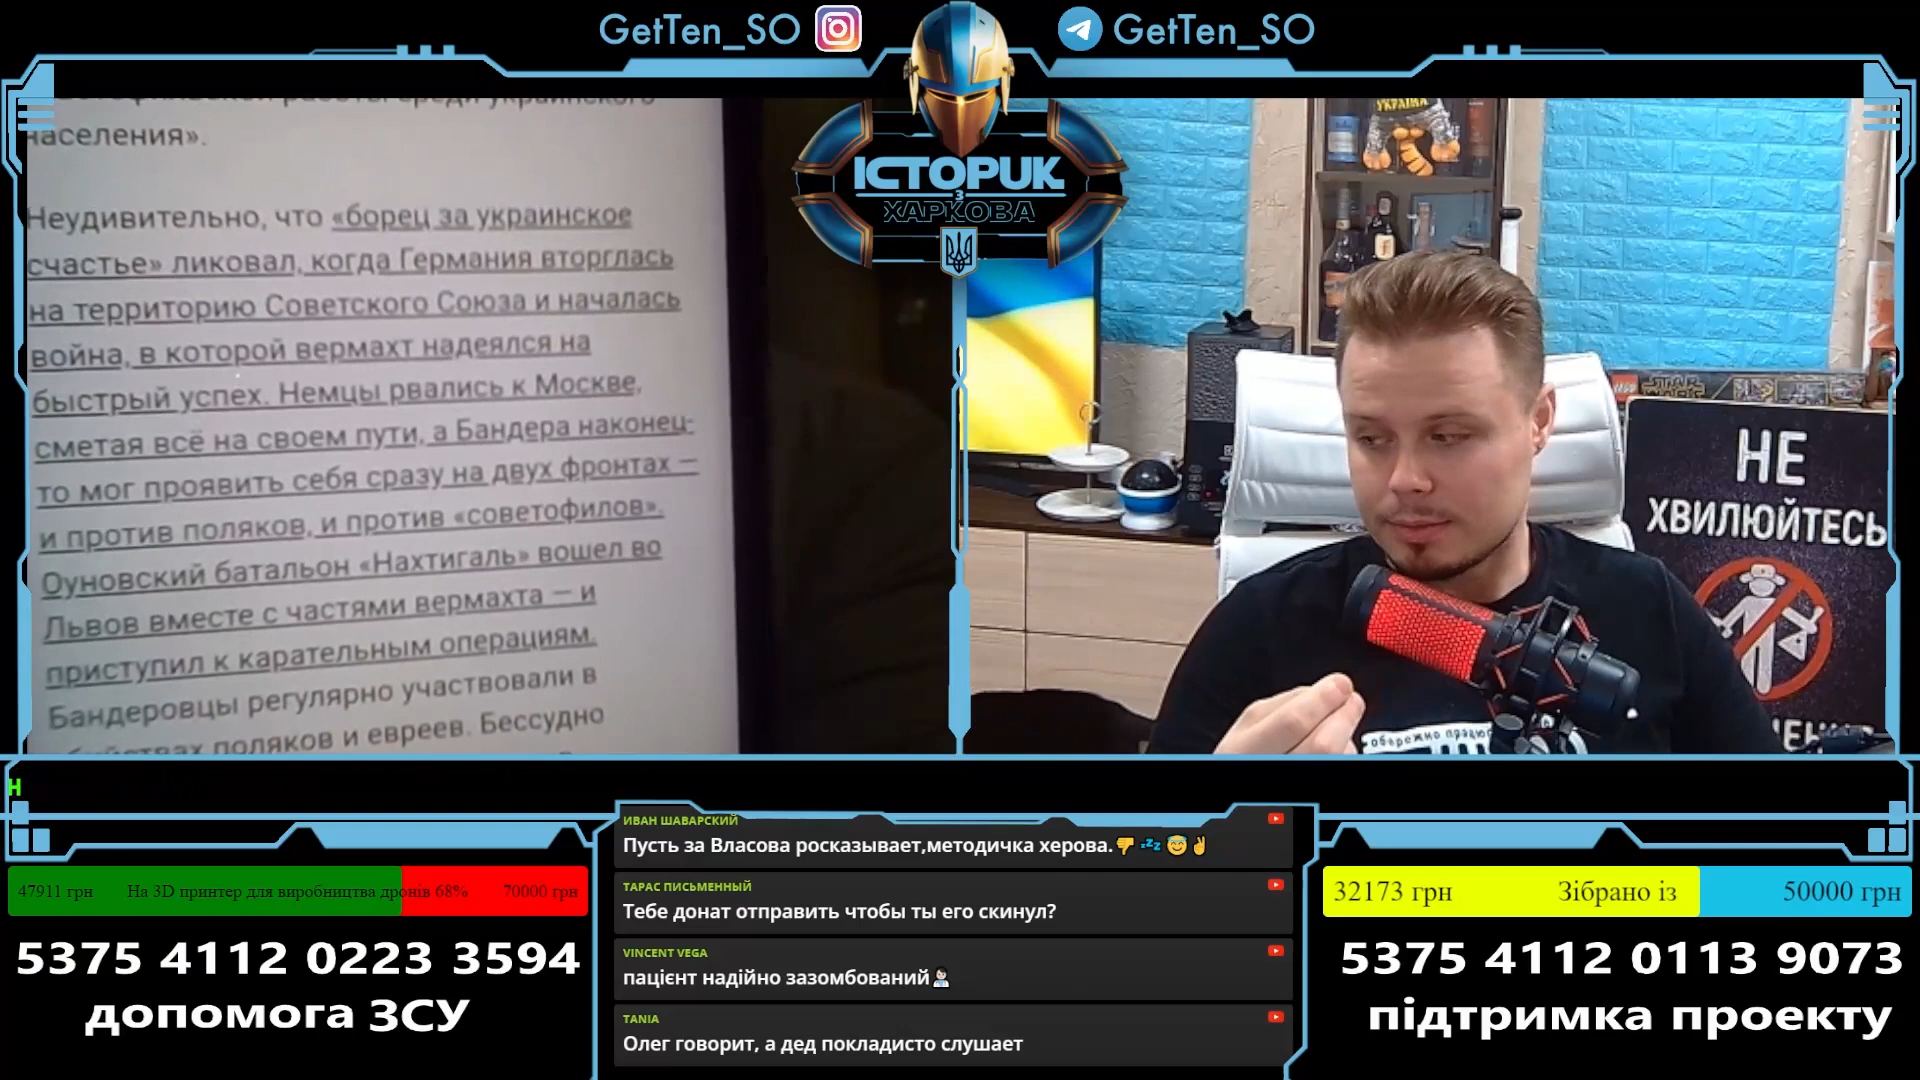 GetTen_SO
GetTen_SO
ІСТОРИК
З
ХАРКОВА
УКРАЇНА
населения».
Неудивительно, что «борец за украинское
счастье» ликовал, когда Германия вторглась
на территорию Советского Союза и началась
война, в которой вермахт надеялся на
быстрый успех. Немцы рвались к Москве,
сметая всё на своем пути, а Бандера наконец-
то мог проявить себя сразу на двух фронтах —
и против поляков, и против «советофилов».
Оуновский батальон «Нахтигаль» вошел во
Львов вместе с частями вермахта — и
приступил к карательным операциям.
Бандеровцы регулярно участвовали в
поляков и евреев. Бессудно
НЕ
ХВИЛЮЙТЕСЬ
обережно працює
Н
47911 грн На 3D принтер для виробництва дронів 68% 70000 грн
5375 4112 0223 3594
допомога ЗСУ
ИВАН ШАВАРСКИЙ
Пусть за Власова росказывает,методичка херова.👎💤😇✌
ТАРАС ПИСЬМЕННЫЙ
Тебе донат отправить чтобы ты его скинул?
VINCENT VEGA
пацієнт надійно зазомбований
TANIA
Олег говорит, а дед покладисто слушает
32173 грн Зібрано із 50000 грн
5375 4112 0113 9073
підтримка проекту